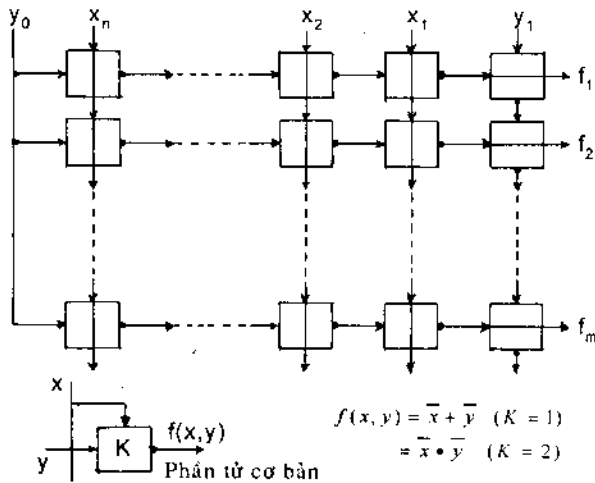 y₀ xₙ x₂ x₁ y₁
f₁
f₂
fₘ
x
K
f(x,y)
y
Phần tử cơ bản
f(x, y) = x̅ + y̅ (K = 1)
= x̅ • y̅ (K = 2)